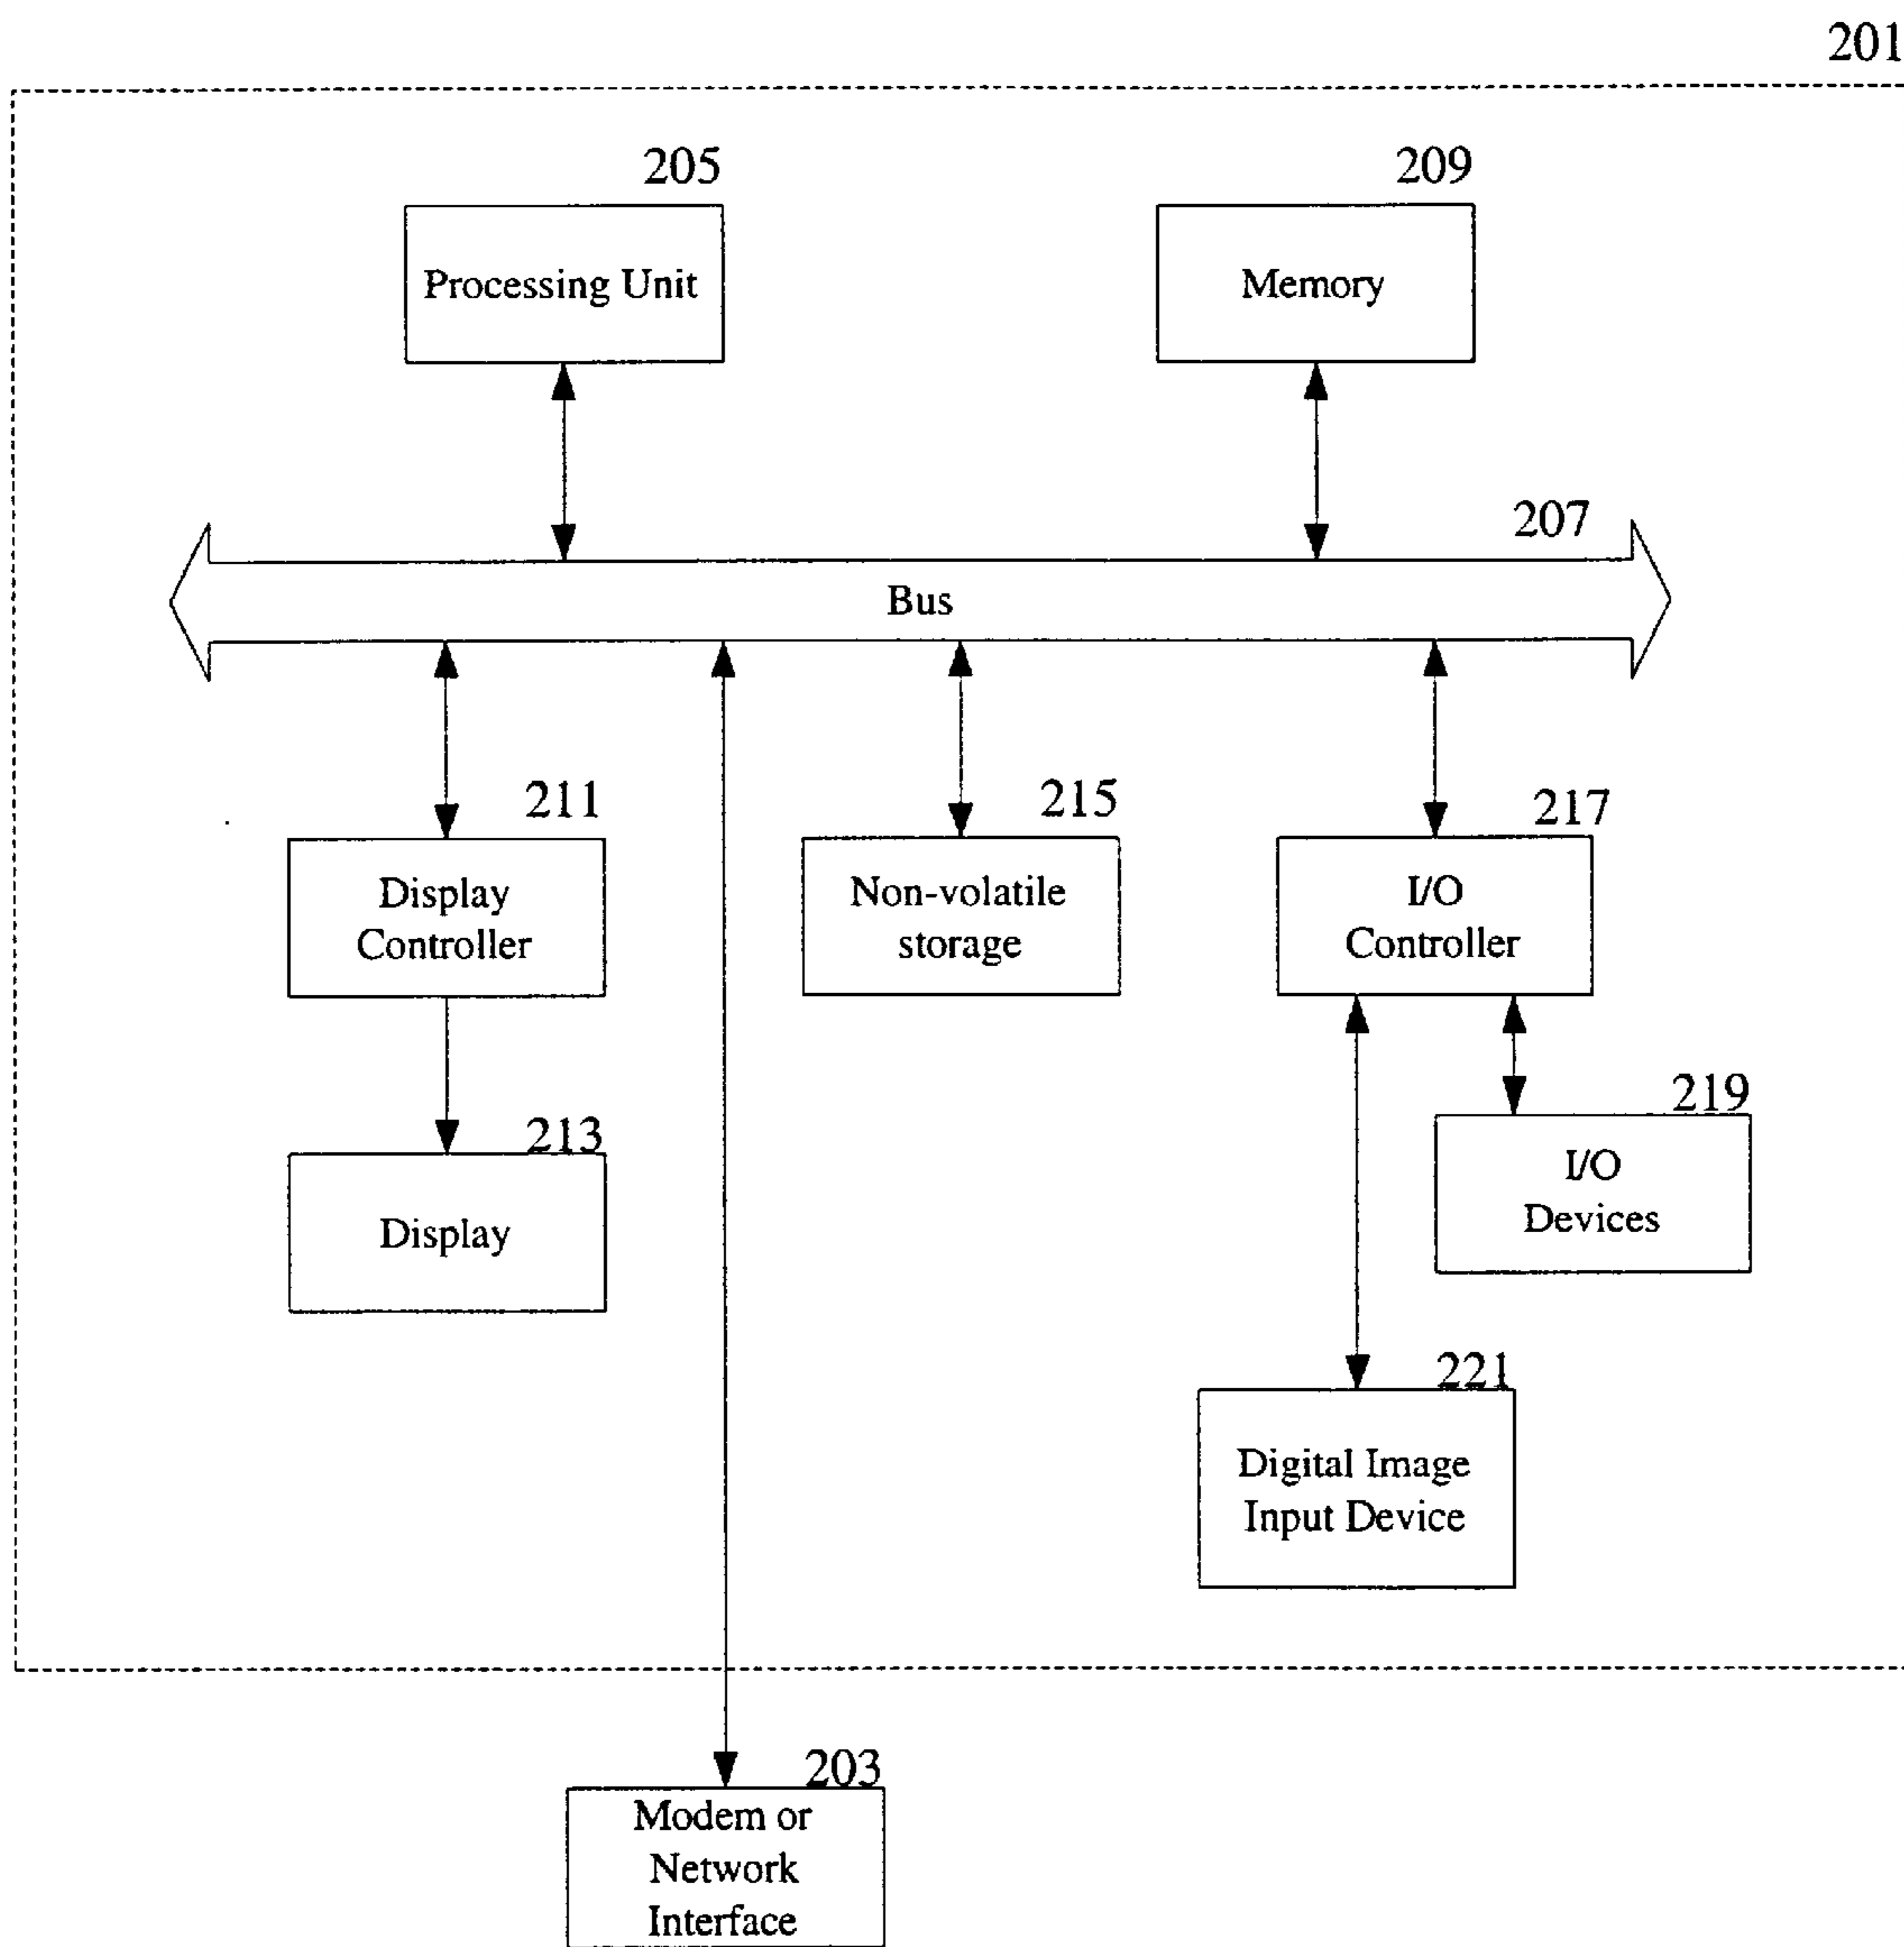 201
205
209
Processing Unit
Memory
207
Bus
211
215
217
Display
Controller
Non-volatile
storage
I/O
Controller
213
219
Display
I/O
Devices
221
Digital Image
Input Device
203
Modem or
Network
Interface